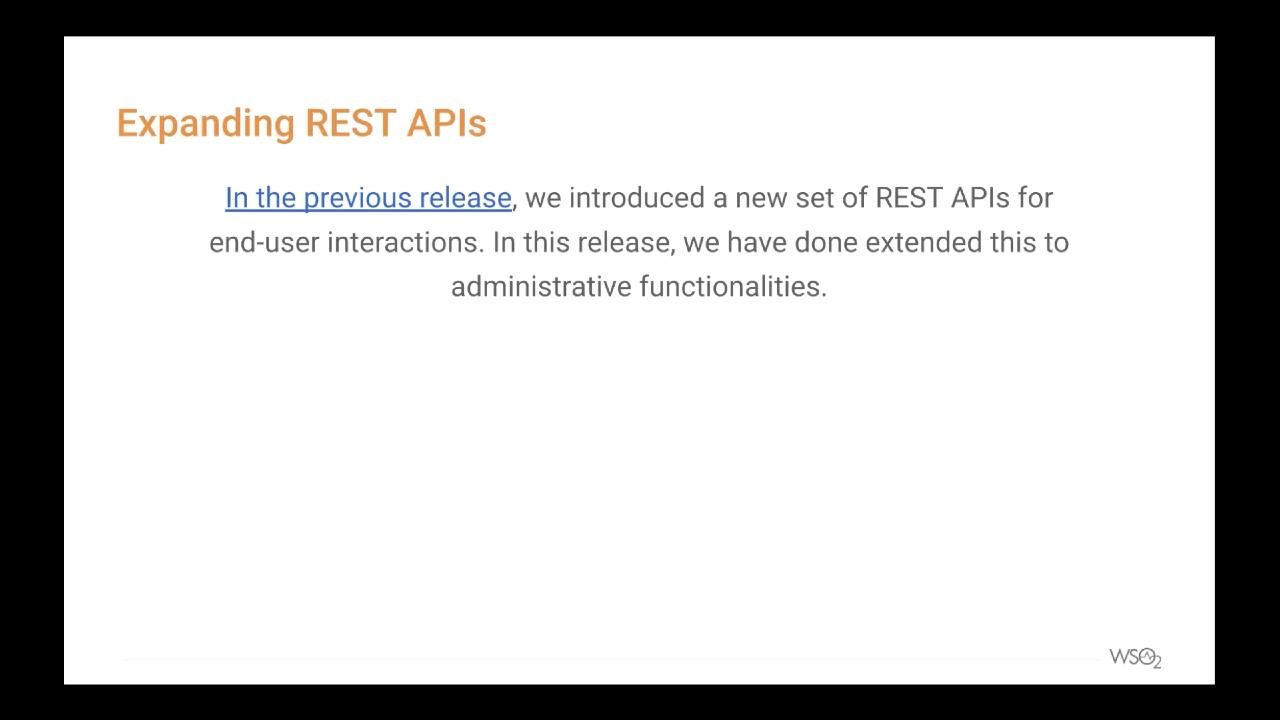 Expanding REST APIs
In the previous release, we introduced a new set of REST APIs for
end-user interactions. In this release, we have done extended this to
administrative functionalities.
WSO2